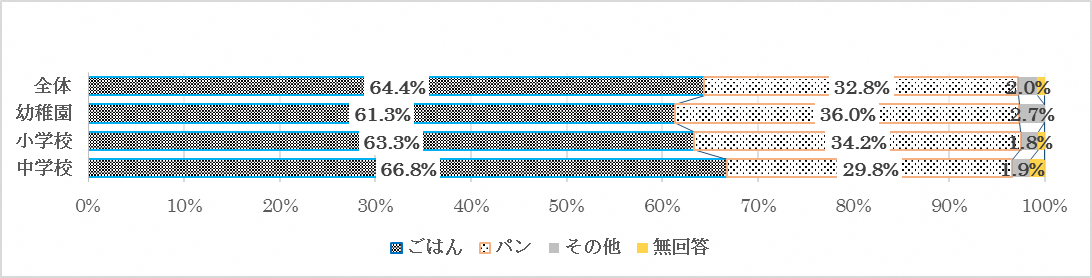 全体 64.4% 32.8% 2.0%
幼稚園 61.3% 36.0% 2.7%
小学校 63.3% 34.2% 1.8%
中学校 66.8% 29.8% 1.9%
0% 10% 20% 30% 40% 50% 60% 70% 80% 90% 100%
ごはん パン その他 無回答